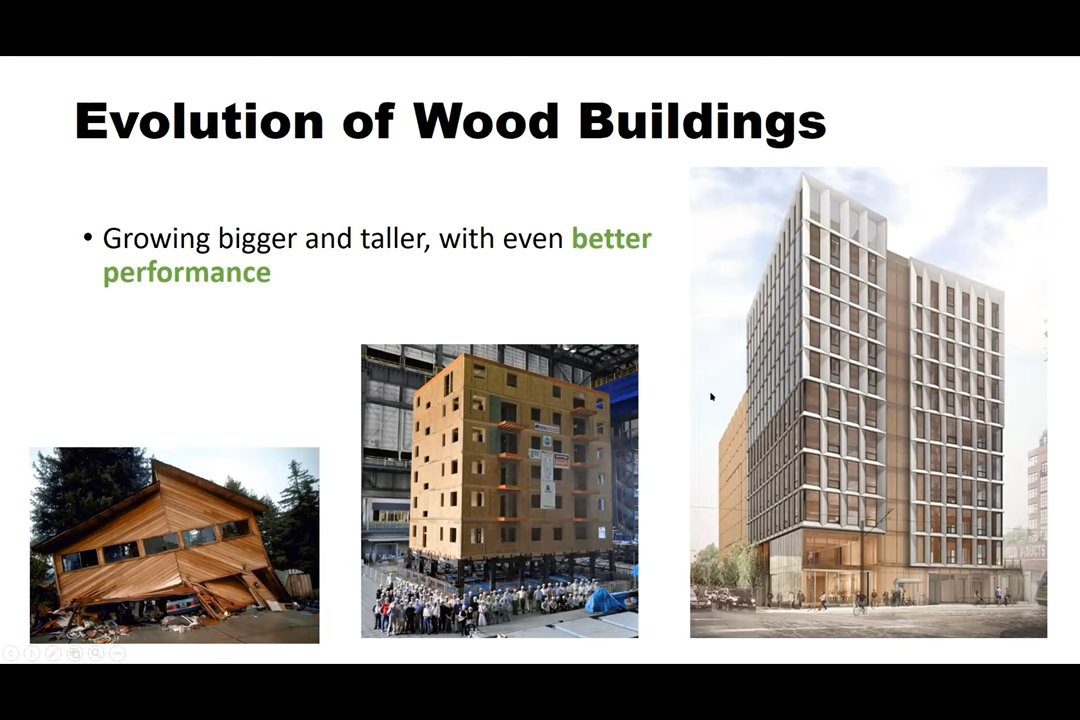 Evolution of Wood Buildings
• Growing bigger and taller, with even better
performance